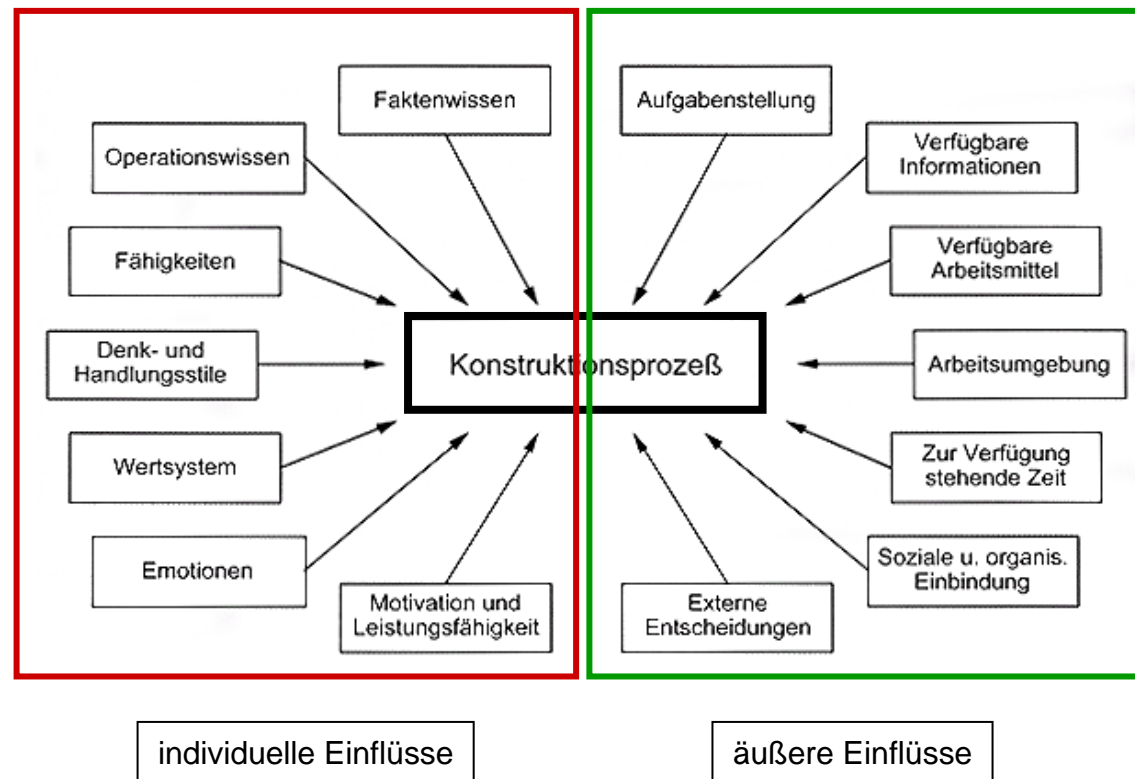 Faktenwissen
Operationswissen
Fähigkeiten
Denk- und
Handlungsstile
Wertsystem
Emotionen
Motivation und
Leistungsfähigkeit
Konstruktionsprozeß
Aufgabenstellung
Verfügbare
Informationen
Verfügbare
Arbeitsmittel
Arbeitsumgebung
Zur Verfügung
stehende Zeit
Soziale u. organis.
Einbindung
Externe
Entscheidungen
individuelle Einflüsse
äußere Einflüsse